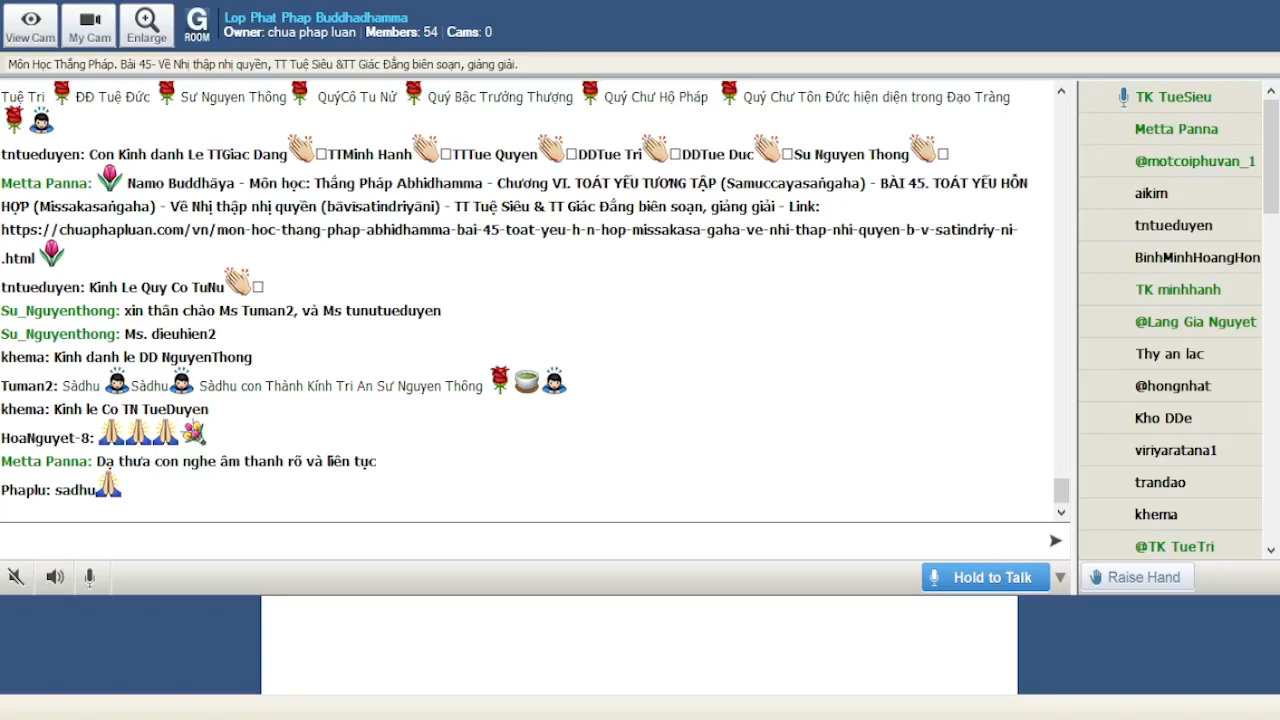 View Cam
My Cam
Enlarge
G ROOM
Lop Phat Phap Buddhadhamma
Owner: chua phap luan | Members: 54 | Cams: 0
Môn Học Thắng Pháp. Bài 45- Về Nhị thập nhị quyền, TT Tuệ Siêu &TT Giác Đẳng biên soạn, giảng giải.
Tuệ Tri ĐĐ Tuệ Đức Sư Nguyen Thông QuýCô Tu Nữ Quý Bậc Trưởng Thượng Quý Chư Hộ Pháp Quý Chư Tôn Đức hiện diện trong Đạo Tràng
tntueduyen: Con Kinh danh Le TTGiac Dang TTMinh Hanh TTTue Quyen DDTue Tri DDTue Duc Su Nguyen Thong
Metta Panna: Namo Buddhāya - Môn học: Thắng Pháp Abhidhamma - Chương VI. TOÁT YẾU TƯƠNG TẬP (Samuccayasaṅgaha) - BÀI 45. TOÁT YẾU HỖN
HỢP (Missakasaṅgaha) - Về Nhị thập nhị quyền (bāvīsatindriyāni) - TT Tuệ Siêu & TT Giác Đẳng biên soạn, giảng giải - Link:
https://chuaphapluan.com/vn/mon-hoc-thang-phap-abhidhamma-bai-45-toat-yeu-h-n-hop-missakasa-gaha-ve-nhi-thap-nhi-quyen-b-v-satindriy-ni-
.html
tntueduyen: Kinh Le Quy Co TuNu
Su_Nguyenthong: xin thân chào Ms Tuman2, và Ms tunutueduyen
Su_Nguyenthong: Ms. dieuhien2
khema: Kinh danh le DD NguyenThong
Tuman2: Sàdhu Sàdhu Sàdhu con Thành Kính Tri An Sư Nguyen Thông
khema: Kinh le Co TN TueDuyen
HoaNguyet-8:
Metta Panna: Dạ thưa con nghe âm thanh rõ và liên tục
Phaplu: sadhu
TK TueSieu
Metta Panna
@motcoiphuvan_1
aikim
tntueduyen
BinhMinhHoangHon
TK minhhanh
@Lang Gia Nguyet
Thy an lac
@hongnhat
Kho DDe
viriyaratana1
trandao
khema
@TK TueTri
Hold to Talk
Raise Hand